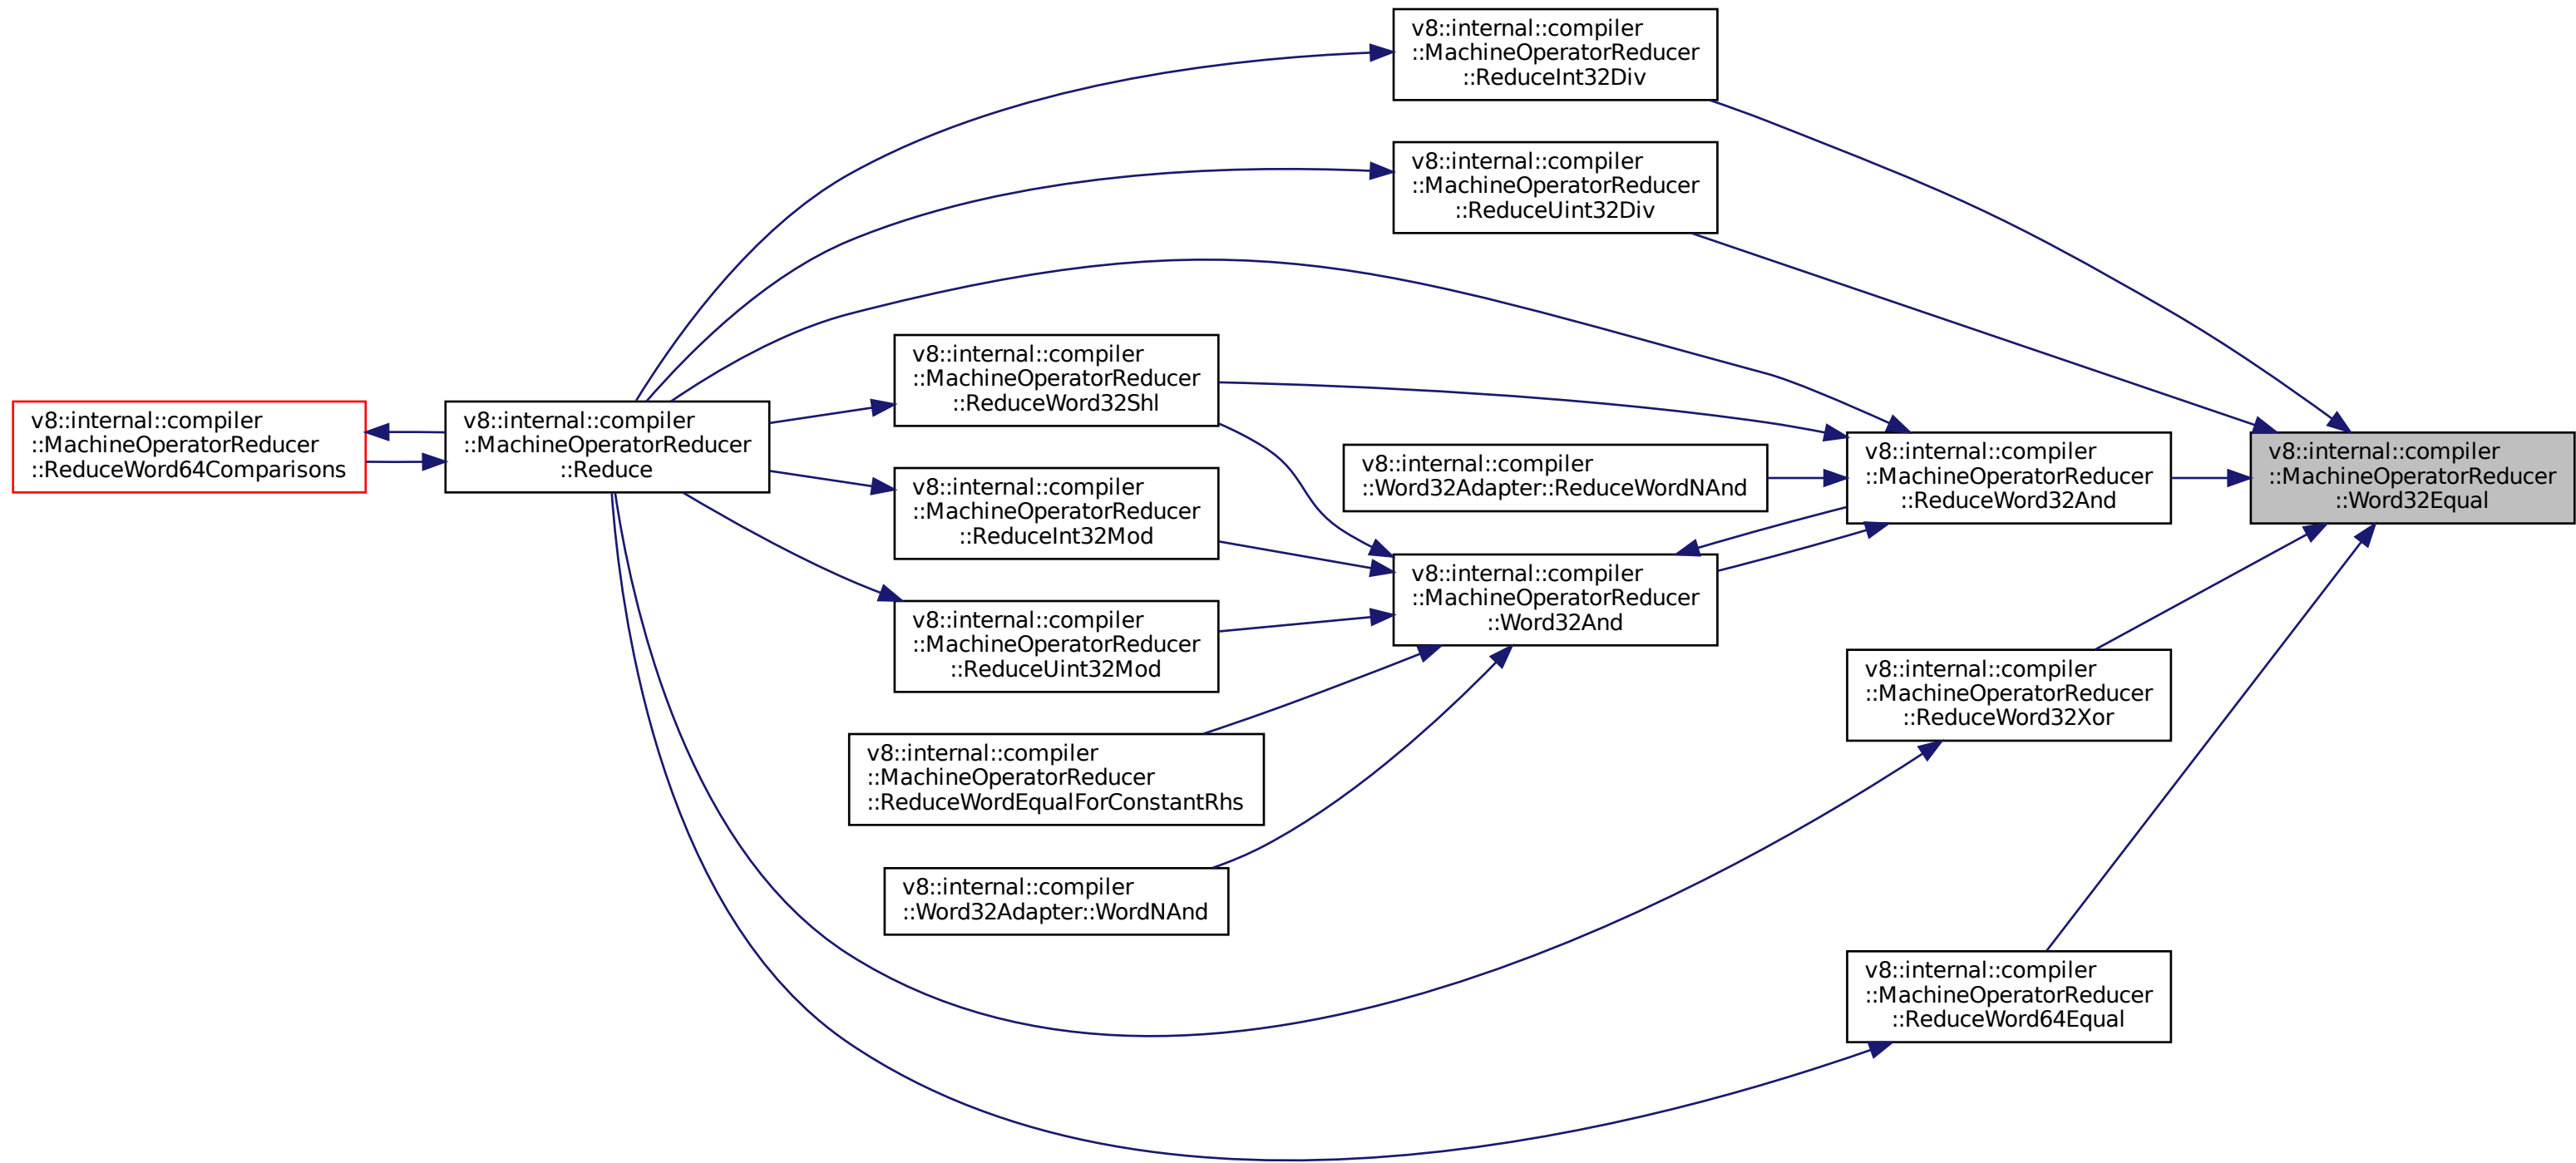 v8::internal::compiler
::MachineOperatorReducer
::ReduceInt32Div
v8::internal::compiler
::MachineOperatorReducer
::ReduceUint32Div
v8::internal::compiler
::MachineOperatorReducer
::ReduceWord32Shl
v8::internal::compiler
::MachineOperatorReducer
::ReduceWord64Comparisons
v8::internal::compiler
::MachineOperatorReducer
::Reduce
v8::internal::compiler
::Word32Adapter::ReduceWordNAnd
v8::internal::compiler
::MachineOperatorReducer
::ReduceWord32And
v8::internal::compiler
::MachineOperatorReducer
::Word32Equal
v8::internal::compiler
::MachineOperatorReducer
::ReduceInt32Mod
v8::internal::compiler
::MachineOperatorReducer
::Word32And
v8::internal::compiler
::MachineOperatorReducer
::ReduceUint32Mod
v8::internal::compiler
::MachineOperatorReducer
::ReduceWord32Xor
v8::internal::compiler
::MachineOperatorReducer
::ReduceWordEqualForConstantRhs
v8::internal::compiler
::Word32Adapter::WordNAnd
v8::internal::compiler
::MachineOperatorReducer
::ReduceWord64Equal